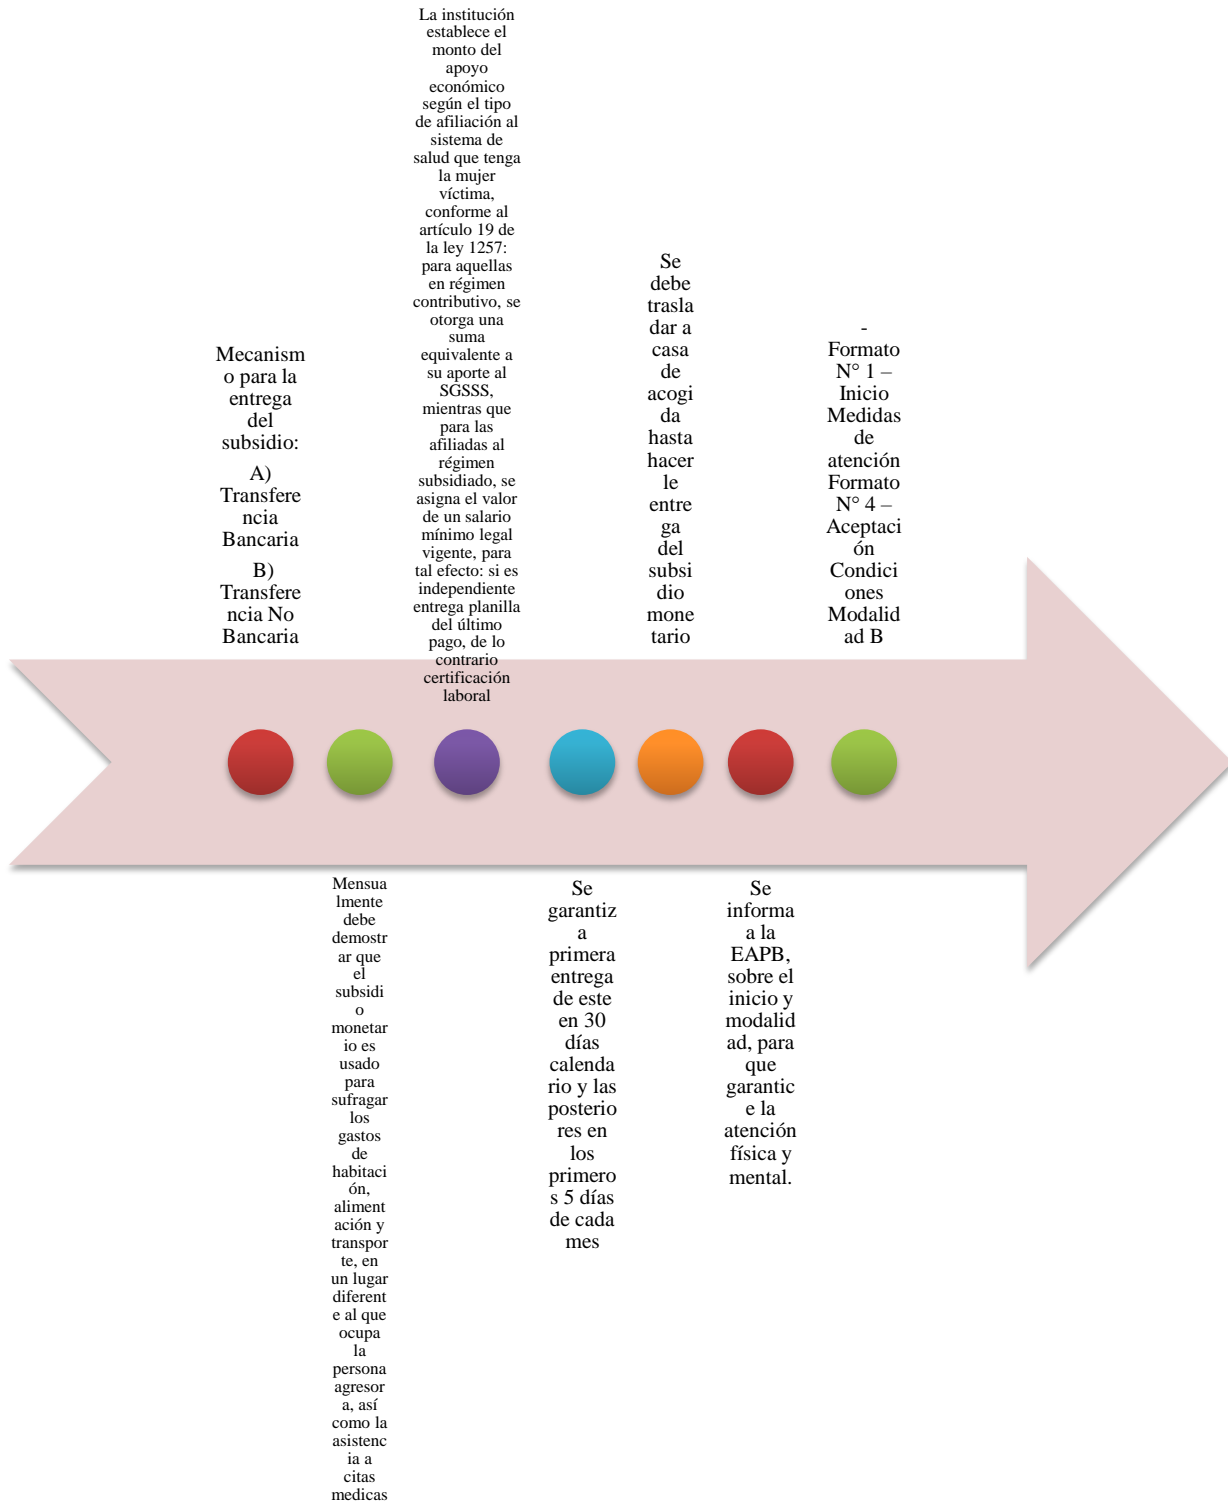 Mecanism
o para la
entrega
del
subsidio:
A)
Transfere
ncia
Bancaria
B)
Transfere
ncia No
Bancaria
Mensua
lmente
debe
demostr
ar que
el
subsidi
o
monetar
io es
usado
para
sufragar
los
gastos
de
habitaci
ón,
aliment
ación y
transpor
te, en
un lugar
diferent
e al que
ocupa
la
persona
agresor
a, así
como la
asistenc
ia a
citas
medicas
La institución
establece el
monto del
apoyo
económico
según el tipo
de afiliación al
sistema de
salud que tenga
la mujer
víctima,
conforme al
artículo 19 de
la ley 1257:
para aquellas
en régimen
contributivo, se
otorga una
suma
equivalente a
su aporte al
SGSSS,
mientras que
para las
afiliadas al
régimen
subsidiado, se
asigna el valor
de un salario
mínimo legal
vigente, para
tal efecto: si es
independiente
entrega planilla
del último
pago, de lo
contrario
certificación
laboral
Se
garantiz
a
primera
entrega
de este
en 30
días
calenda
rio y las
posterio
res en
los
primero
s 5 días
de cada
mes
Se
debe
trasla
dar a
casa
de
acogi
da
hasta
hacer
le
entre
ga
del
subsi
dio
mone
tario
Se
informa
a la
EAPB,
sobre el
inicio y
modalid
ad, para
que
garantic
e la
atención
física y
mental.
-
Formato
N° 1 –
Inicio
Medidas
de
atención
Formato
N° 4 –
Aceptaci
ón
Condici
ones
Modalid
ad B